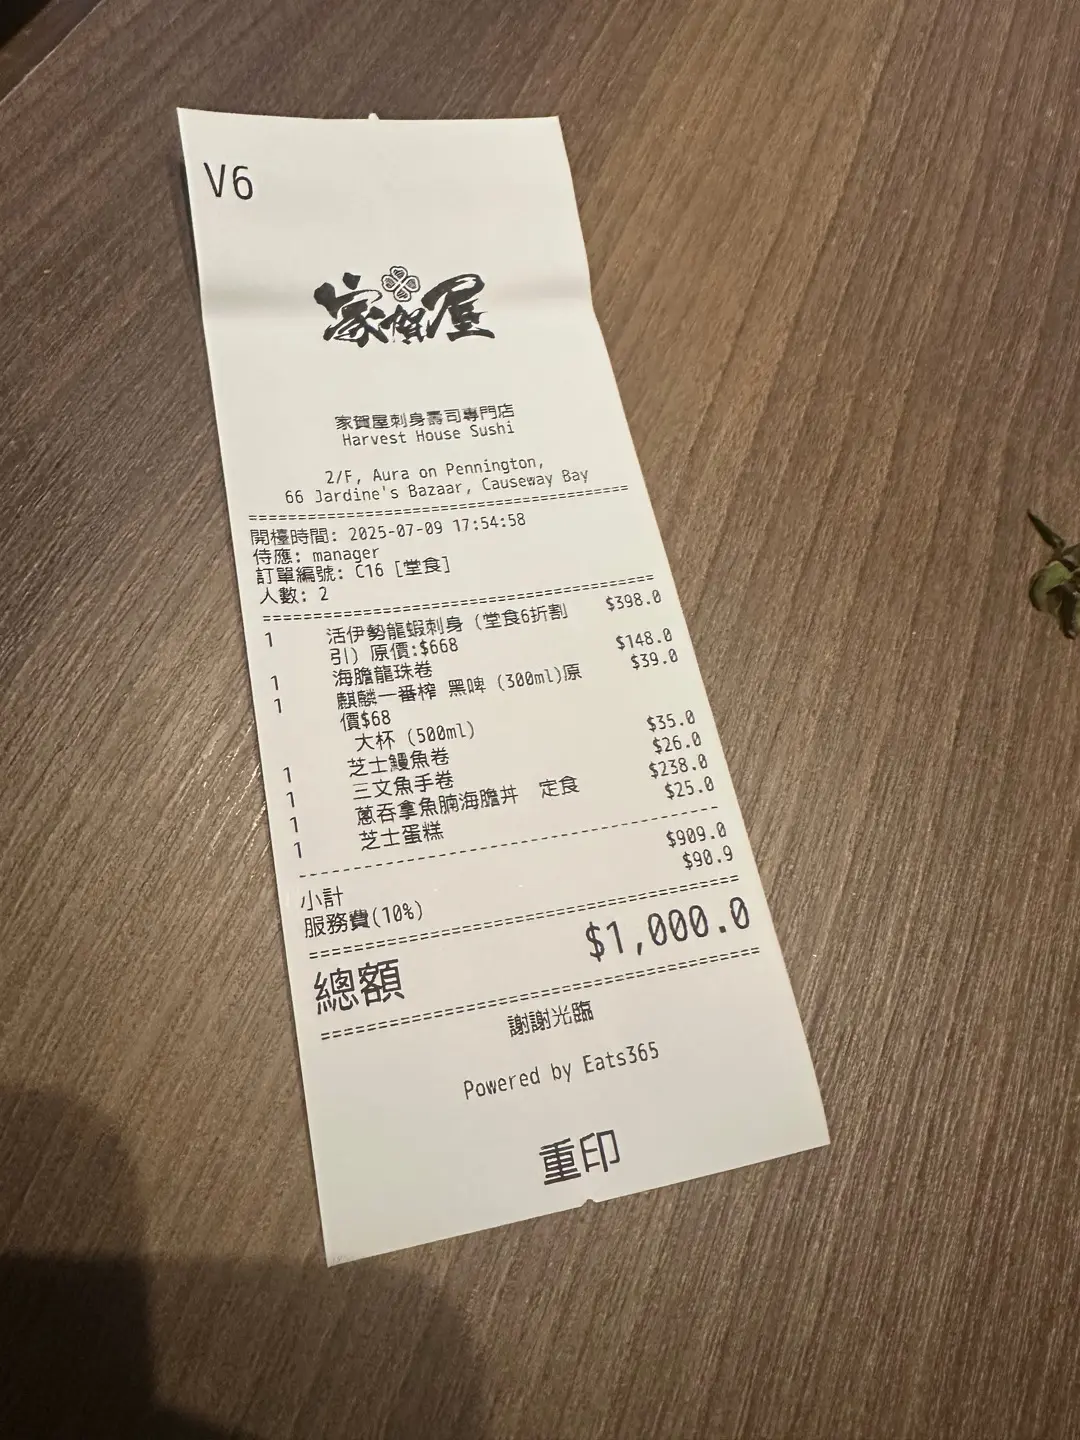 V6
家賀屋
家賀屋刺身壽司專門店
Harvest House Sushi
2/F, Aura on Pennington,
66 Jardine's Bazaar, Causeway Bay
開檯時間: 2025-07-09 17:54:58
侍應: manager
訂單編號: C16 [堂食]
人數: 2
1 活伊勢龍蝦刺身 (堂食6折割 $398.0
引) 原價:$668
1 海膽龍珠卷 $148.0
1 麒麟一番榨 黑啤 (300ml)原 $39.0
價$68
大杯 (500ml)
1 芝士鰻魚卷 $35.0
1 三文魚手卷 $26.0
1 蔥吞拿魚腩海膽丼 定食 $238.0
1 芝士蛋糕 $25.0
小計 $909.0
服務費(10%) $90.9
總額 $1,000.0
謝謝光臨
Powered by Eats365
重印